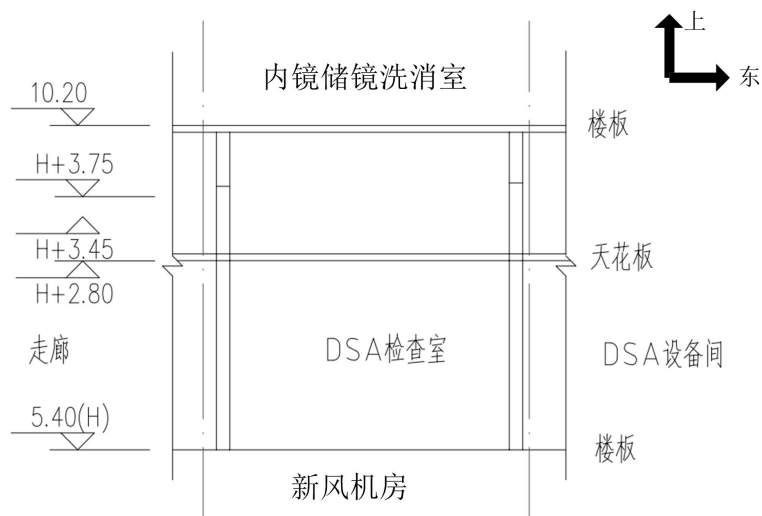 上
东
内镜储镜洗消室
10.20
楼板
H+3.75
H+3.45
天花板
H+2.80
走廊
DSA检查室
DSA设备间
5.40(H)
楼板
新风机房